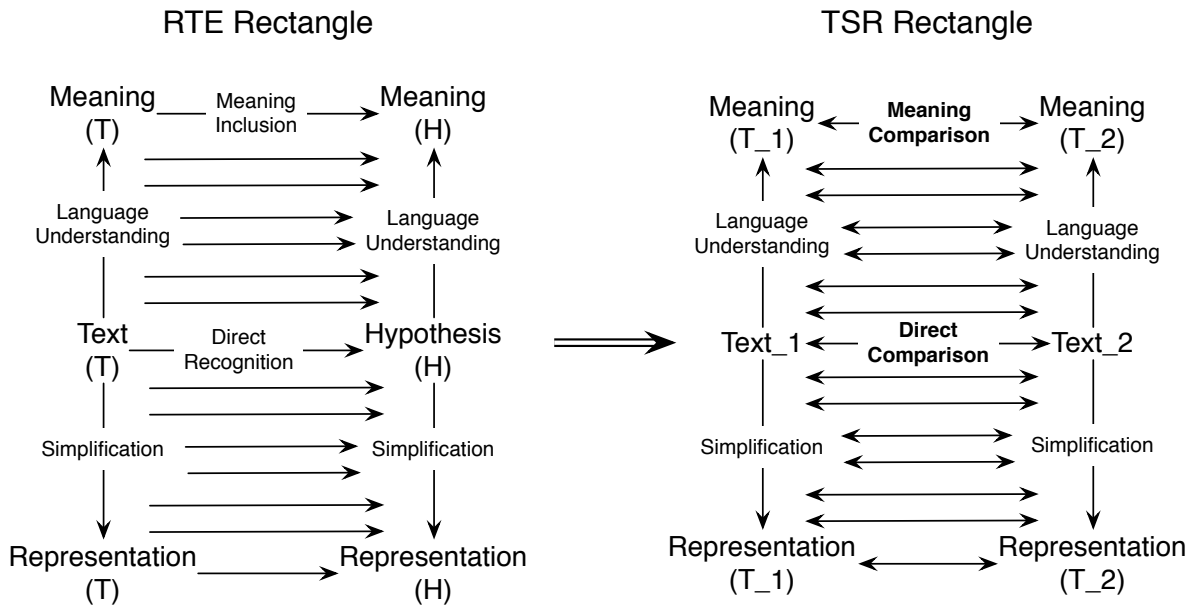 RTE Rectangle
Meaning
(T)
Meaning
Inclusion
Meaning
(H)
Language
Understanding
Language
Understanding
Text
(T)
Direct
Recognition
Hypothesis
(H)
Simplification
Simplification
Representation
(T)
Representation
(H)
TSR Rectangle
Meaning
(T_1)
Meaning
Comparison
Meaning
(T_2)
Language
Understanding
Language
Understanding
Text_1
Direct
Comparison
Text_2
Simplification
Simplification
Representation
(T_1)
Representation
(T_2)